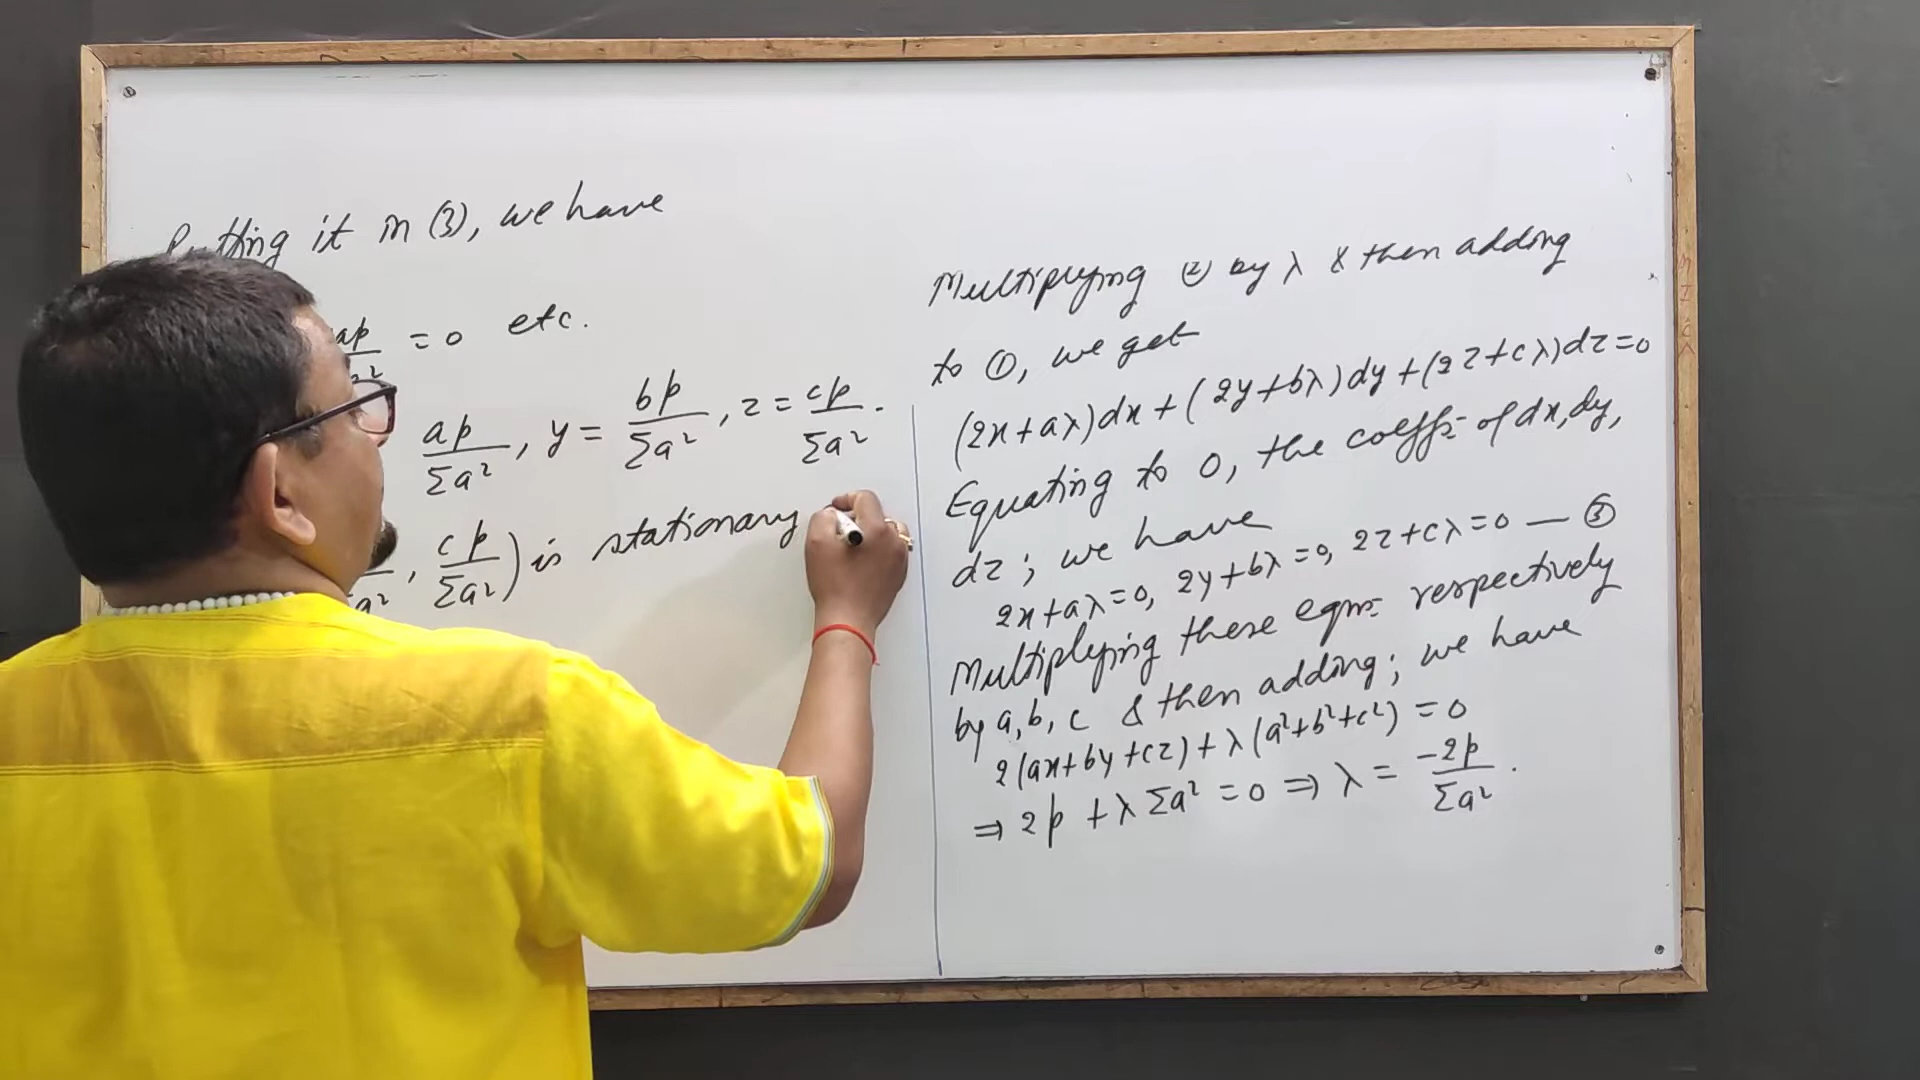 Putting it in (3), we have
= 0 etc.
ap/Σa², y = bp/Σa², z = cp/Σa².
, cp/Σa²) is stationary
Multiplying ② by λ & then adding
to ①, we get
(2x+aλ)dx+(2y+bλ)dy+(2z+cλ)dz=0
Equating to 0, the coeffs of dx, dy,
dz; we have
2x+aλ=0, 2y+bλ=0, 2z+cλ=0 — ③
Multiplying these eqns respectively
by a, b, c & then adding; we have
2(ax+by+cz)+λ(a²+b²+c²) = 0
⇒ 2p + λΣa² = 0 ⇒ λ = -2p/Σa².